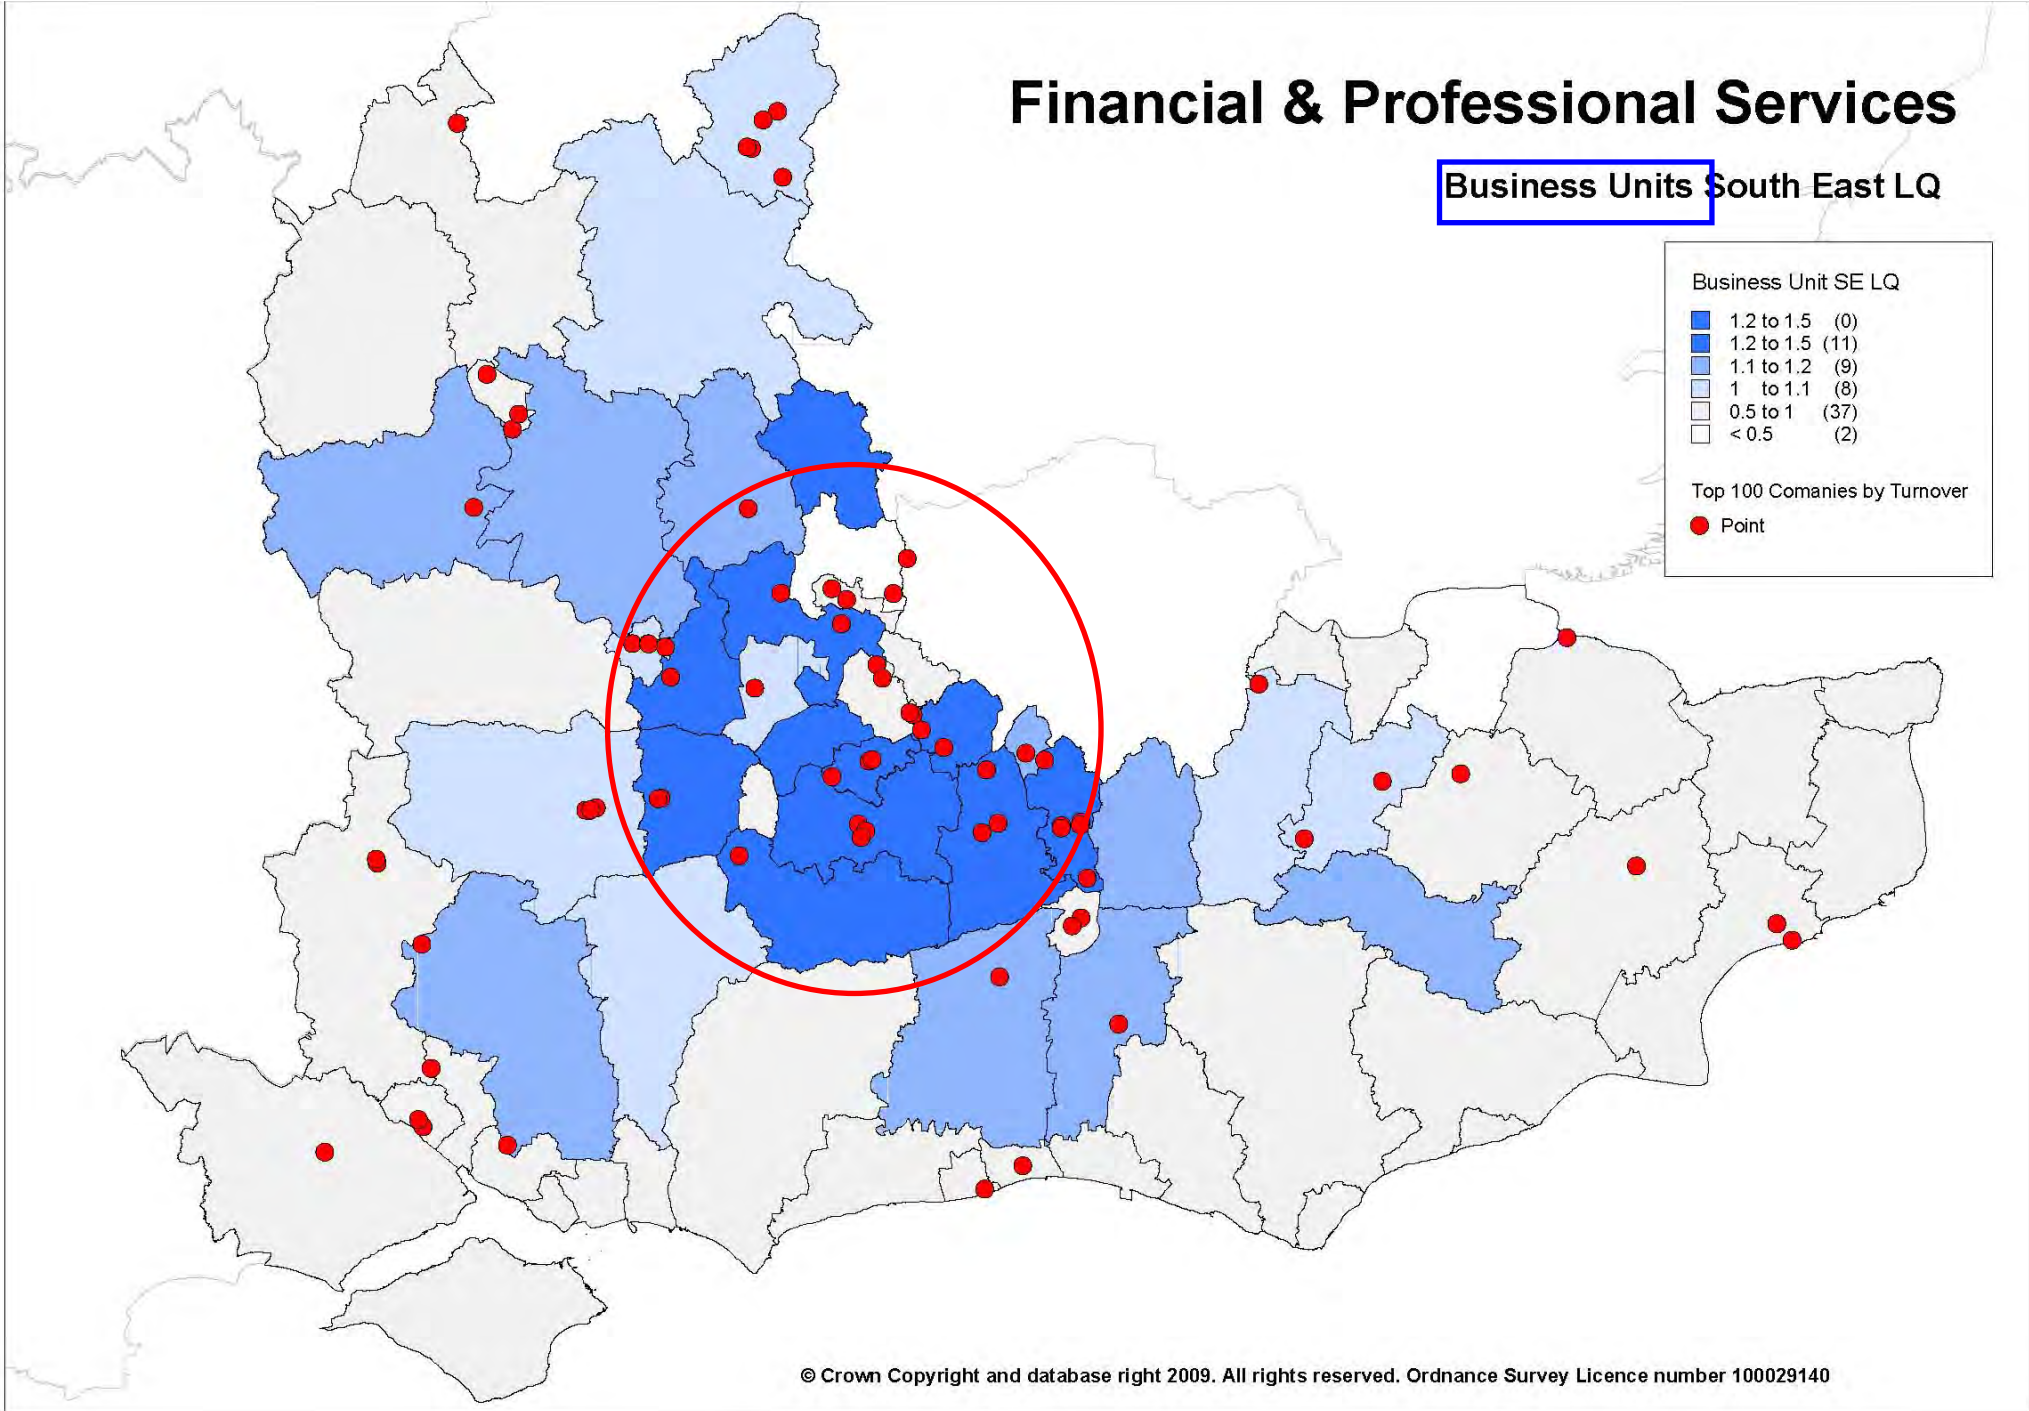 Financial & Professional Services
Business Units South East LQ
Business Unit SE LQ
1.2 to 1.5 (0)
1.2 to 1.5 (11)
1.1 to 1.2 (9)
1 to 1.1 (8)
0.5 to 1 (37)
< 0.5 (2)
Top 100 Comanies by Turnover
Point
© Crown Copyright and database right 2009. All rights reserved. Ordnance Survey Licence number 100029140